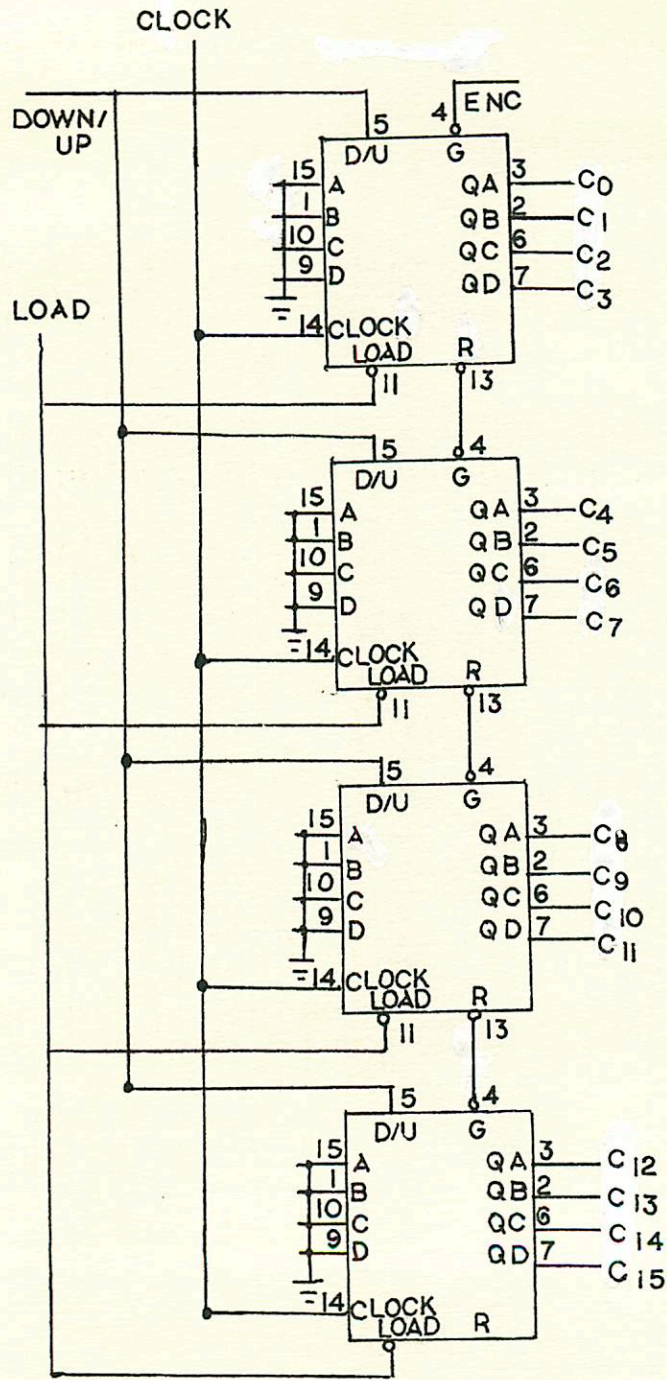 CLOCK
DOWN/
UP
LOAD
5
4
ENC
D/U
G
15
A
QA
3
C0
1
B
QB
2
C1
10
C
QC
6
C2
9
D
QD
7
C3
14
CLOCK
LOAD
R
11
13
5
4
D/U
G
15
A
QA
3
C4
1
B
QB
2
C5
10
C
QC
6
C6
9
D
QD
7
C7
14
CLOCK
LOAD
R
11
13
5
4
D/U
G
15
A
QA
3
C8
1
B
QB
2
C9
10
C
QC
6
C10
9
D
QD
7
C11
14
CLOCK
LOAD
R
11
13
5
4
D/U
G
15
A
QA
3
C12
1
B
QB
2
C13
10
C
QC
6
C14
9
D
QD
7
C15
14
CLOCK
LOAD
R